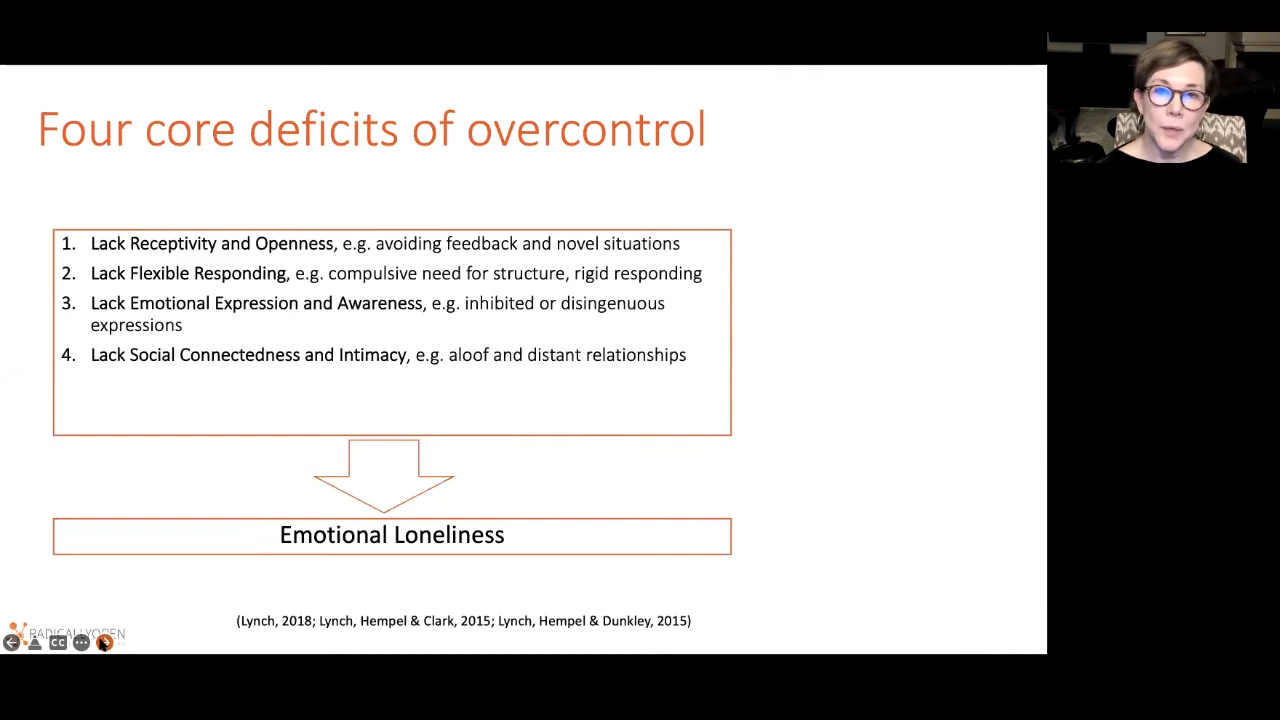 Four core deficits of overcontrol
1. Lack Receptivity and Openness, e.g. avoiding feedback and novel situations
2. Lack Flexible Responding, e.g. compulsive need for structure, rigid responding
3. Lack Emotional Expression and Awareness, e.g. inhibited or disingenuous
expressions
4. Lack Social Connectedness and Intimacy, e.g. aloof and distant relationships
Emotional Loneliness
(Lynch, 2018; Lynch, Hempel & Clark, 2015; Lynch, Hempel & Dunkley, 2015)
RADICALLYOPEN
CC